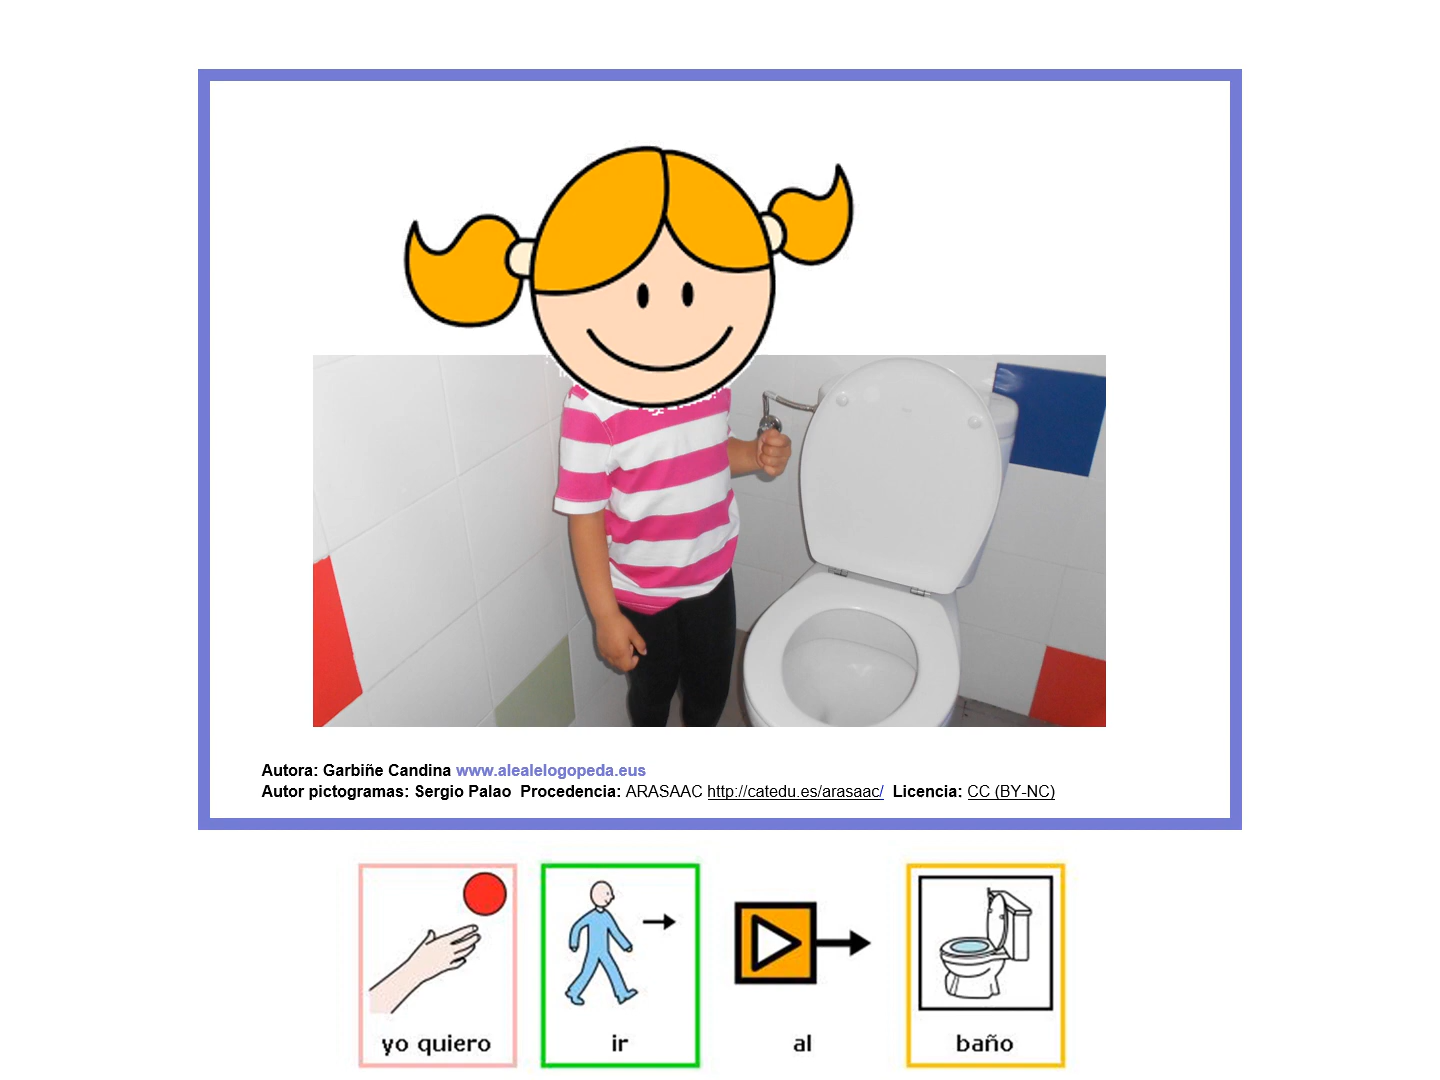 Autora: Garbiñe Candina www.alealelogopeda.eus
Autor pictogramas: Sergio Palao Procedencia: ARASAAC http://catedu.es/arasaac/ Licencia: CC (BY-NC)
yo quiero ir al baño